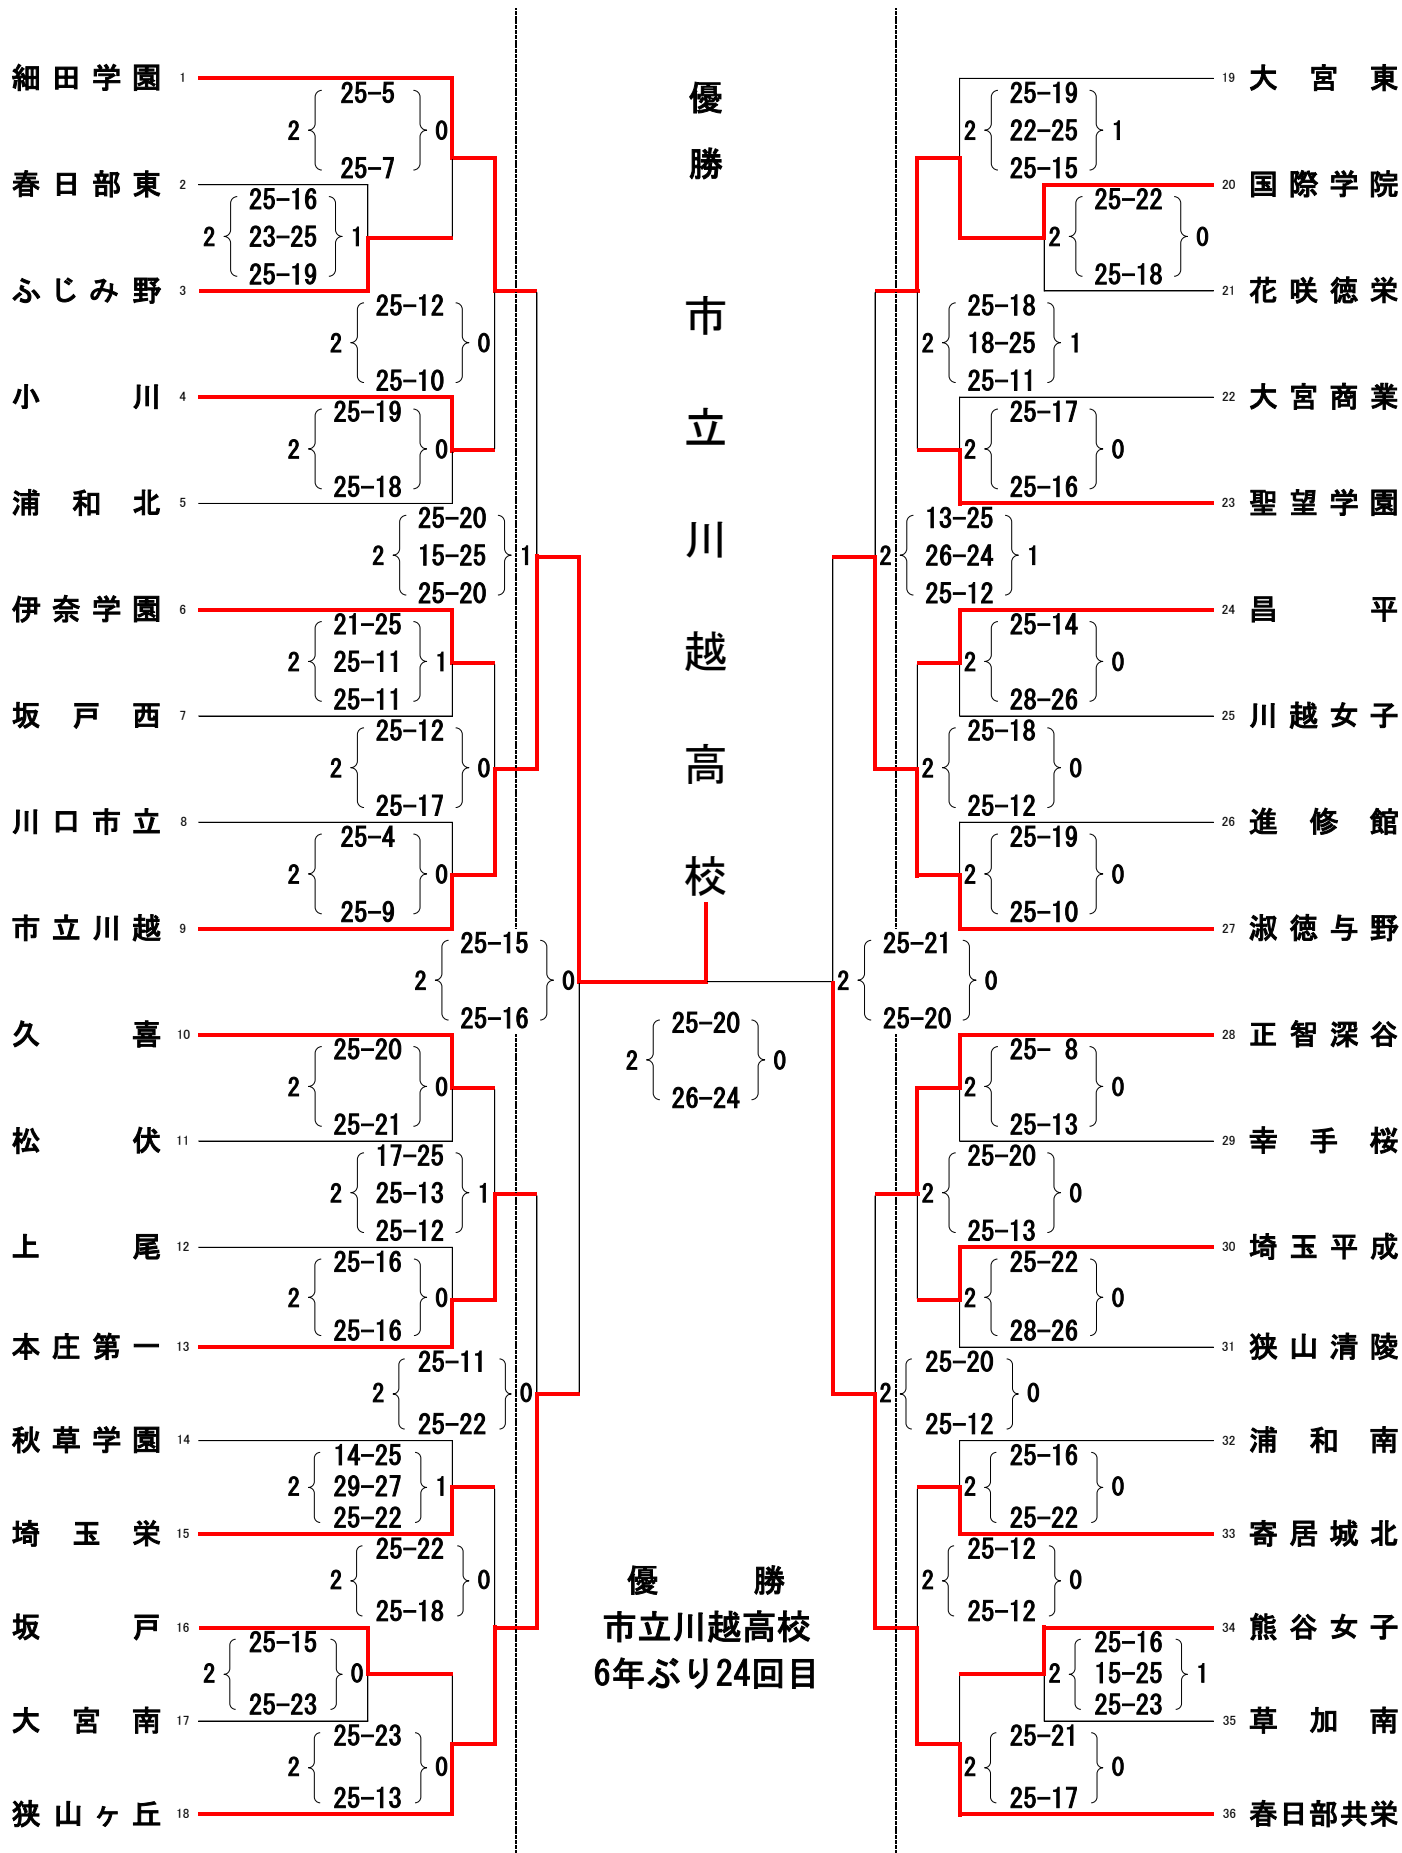 優勝
市立川越高校
細田学園 1
25-5
2 0
25-7
春日部東 2
25-16
2 23-25 1
25-19
ふじみ野 3
25-12
2 0
25-10
小川 4
25-19
2 0
25-18
浦和北 5
25-20
2 15-25 1
25-20
伊奈学園 6
21-25
2 25-11 1
25-11
坂戸西 7
25-12
2 0
25-17
川口市立 8
25-4
2 0
25-9
市立川越 9
25-15
2 0
25-16
久喜 10
25-20
2 0
25-21
松伏 11
17-25
2 25-13 1
25-12
上尾 12
25-16
2 0
25-16
本庄第一 13
25-11
2 0
25-22
秋草学園 14
14-25
2 29-27 1
25-22
埼玉栄 15
25-22
2 0
25-18
坂戸 16
25-15
2 0
25-23
大宮南 17
25-23
2 0
25-13
狭山ヶ丘 18
25-20
2 0
26-24
19 大宮東
25-19
2 22-25 1
25-15
20 国際学院
25-22
2 0
25-18
21 花咲徳栄
25-18
2 18-25 1
25-11
22 大宮商業
25-17
2 0
25-16
23 聖望学園
13-25
2 26-24 1
25-12
24 昌平
25-14
2 0
28-26
25 川越女子
25-18
2 0
25-12
26 進修館
25-19
2 0
25-10
27 淑徳与野
25-21
2 0
25-20
28 正智深谷
25- 8
2 0
25-13
29 幸手桜
25-20
2 0
25-13
30 埼玉平成
25-22
2 0
28-26
31 狭山清陵
25-20
2 0
25-12
32 浦和南
25-16
2 0
25-22
33 寄居城北
25-12
2 0
25-12
34 熊谷女子
25-16
2 15-25 1
25-23
35 草加南
25-21
2 0
25-17
36 春日部共栄
優勝
市立川越高校
6年ぶり24回目